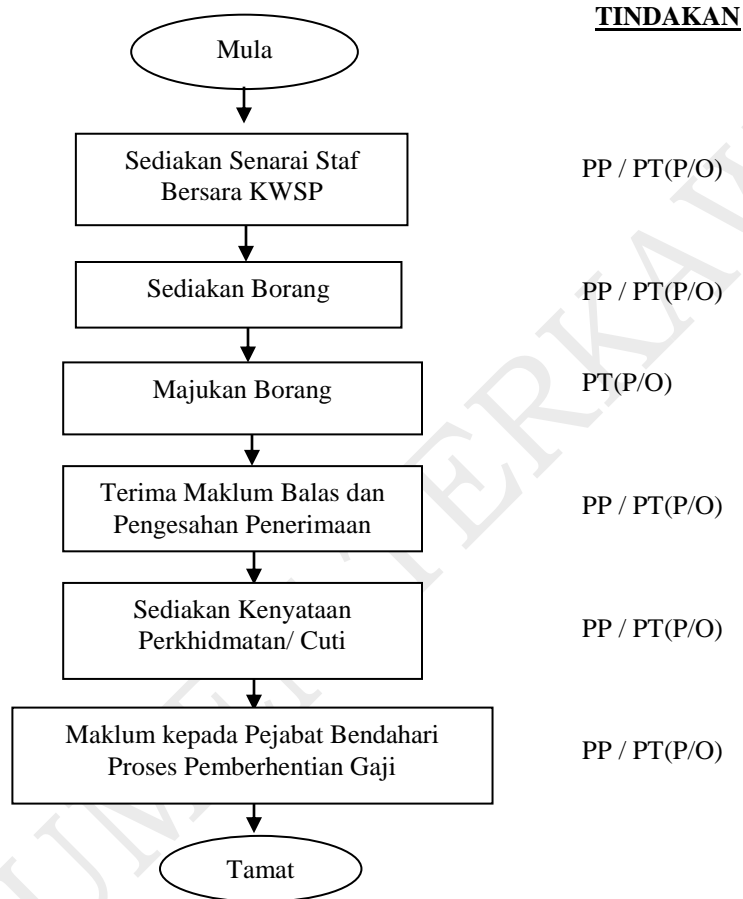 TINDAKAN
Mula
Sediakan Senarai Staf
Bersara KWSP
PP / PT(P/O)
Sediakan Borang
PP / PT(P/O)
Majukan Borang
PT(P/O)
Terima Maklum Balas dan
Pengesahan Penerimaan
PP / PT(P/O)
Sediakan Kenyataan
Perkhidmatan/ Cuti
PP / PT(P/O)
Maklum kepada Pejabat Bendahari
Proses Pemberhentian Gaji
PP / PT(P/O)
Tamat